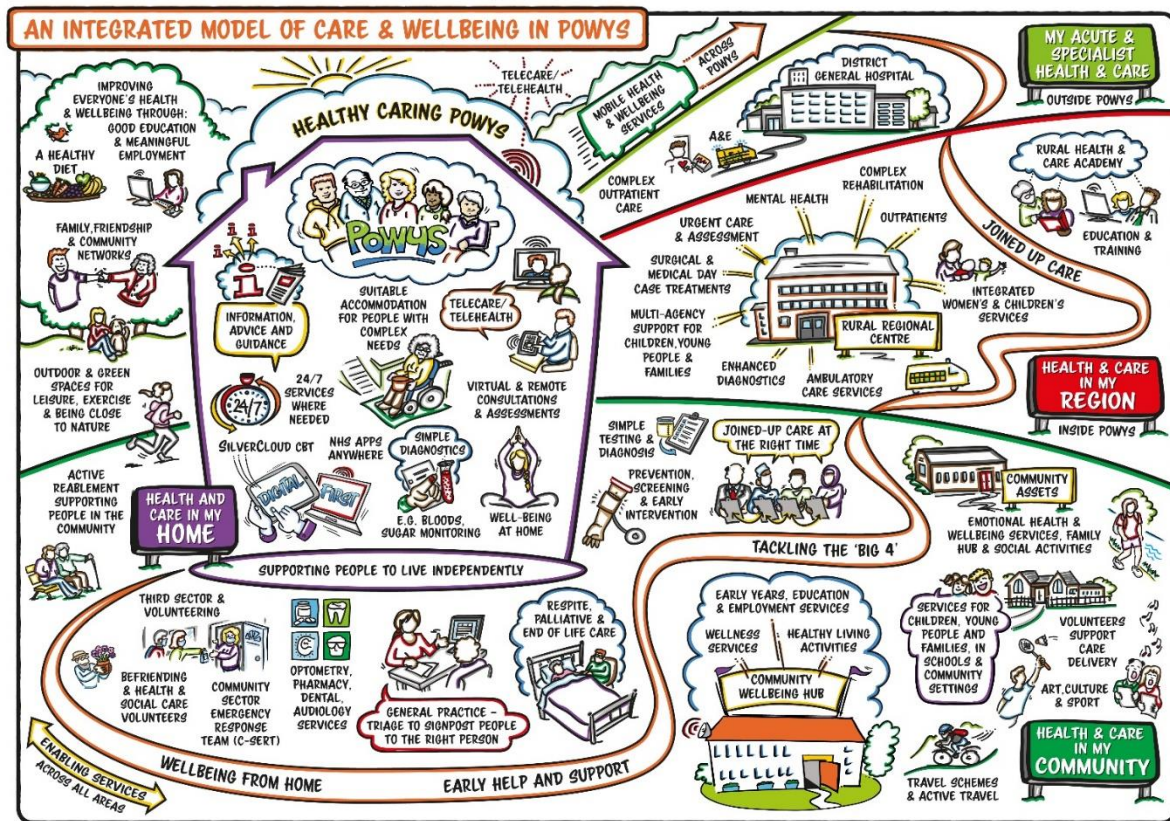 AN INTEGRATED MODEL OF CARE & WELLBEING IN POWYS
IMPROVING
EVERYONE'S HEALTH
& WELLBEING THROUGH:
GOOD EDUCATION
& MEANINGFUL
EMPLOYMENT
A HEALTHY
DIET
FAMILY, FRIENDSHIP
& COMMUNITY
NETWORKS
OUTDOOR & GREEN
SPACES FOR
LEISURE, EXERCISE
& BEING CLOSE
TO NATURE
ACTIVE
REABLEMENT
SUPPORTING
PEOPLE IN THE
COMMUNITY
HEALTHY CARING POWYS
TELECARE/
TELEHEALTH
POWYS
i
i
i
i
INFORMATION,
ADVICE AND
GUIDANCE
SUITABLE
ACCOMMODATION
FOR PEOPLE WITH
COMPLEX
NEEDS
TELECARE/
TELEHEALTH
24/7
24/7
SERVICES
WHERE
NEEDED
VIRTUAL & REMOTE
CONSULTATIONS
& ASSESSMENTS
SILVERCLOUD CBT
NHS APPS
ANYWHERE
DIGITAL
FIRST
SIMPLE
DIAGNOSTICS
E.G. BLOODS,
SUGAR MONITORING
WELL-BEING
AT HOME
HEALTH AND
CARE IN MY
HOME
SUPPORTING PEOPLE TO LIVE INDEPENDENTLY
MOBILE HEALTH
& WELLBEING
SERVICES
ACROSS
POWYS
DISTRICT
GENERAL HOSPITAL
A&E
COMPLEX
OUTPATIENT
CARE
MY ACUTE &
SPECIALIST
HEALTH & CARE
OUTSIDE POWYS
MENTAL HEALTH
COMPLEX
REHABILITATION
URGENT CARE
& ASSESSMENT
OUTPATIENTS
SURGICAL &
MEDICAL DAY
CASE TREATMENTS
MULTI-AGENCY
SUPPORT FOR
CHILDREN, YOUNG
PEOPLE &
FAMILIES
INTEGRATED
WOMEN'S & CHILDREN'S
SERVICES
RURAL REGIONAL
CENTRE
ENHANCED
DIAGNOSTICS
AMBULATORY
CARE SERVICES
RURAL HEALTH &
CARE ACADEMY
EDUCATION &
TRAINING
JOINED UP CARE
HEALTH & CARE
IN MY
REGION
INSIDE POWYS
SIMPLE
TESTING &
DIAGNOSIS
JOINED-UP CARE AT
THE RIGHT TIME
PREVENTION,
SCREENING
& EARLY
INTERVENTION
COMMUNITY
ASSETS
EMOTIONAL HEALTH &
WELLBEING SERVICES, FAMILY
HUB & SOCIAL ACTIVITIES
TACKLING THE 'BIG 4'
EARLY YEARS, EDUCATION
& EMPLOYMENT SERVICES
WELLNESS
SERVICES
HEALTHY LIVING
ACTIVITIES
COMMUNITY
WELLBEING HUB
SERVICES FOR
CHILDREN, YOUNG
PEOPLE AND
FAMILIES, IN
SCHOOLS &
COMMUNITY
SETTINGS
VOLUNTEERS
SUPPORT
CARE
DELIVERY
ART, CULTURE
& SPORT
TRAVEL SCHEMES
& ACTIVE TRAVEL
HEALTH & CARE
IN MY
COMMUNITY
THIRD SECTOR &
VOLUNTEERING
BEFRIENDING
& HEALTH &
SOCIAL CARE
VOLUNTEERS
COMMUNITY
SECTOR
EMERGENCY
RESPONSE
TEAM (C-SERT)
OPTOMETRY,
PHARMACY,
DENTAL,
AUDIOLOGY
SERVICES
GENERAL PRACTICE –
TRIAGE TO SIGNPOST PEOPLE
TO THE RIGHT PERSON
RESPITE,
PALLIATIVE &
END OF LIFE CARE
WELLBEING FROM HOME
EARLY HELP AND SUPPORT
ENABLING SERVICES
ACROSS ALL AREAS